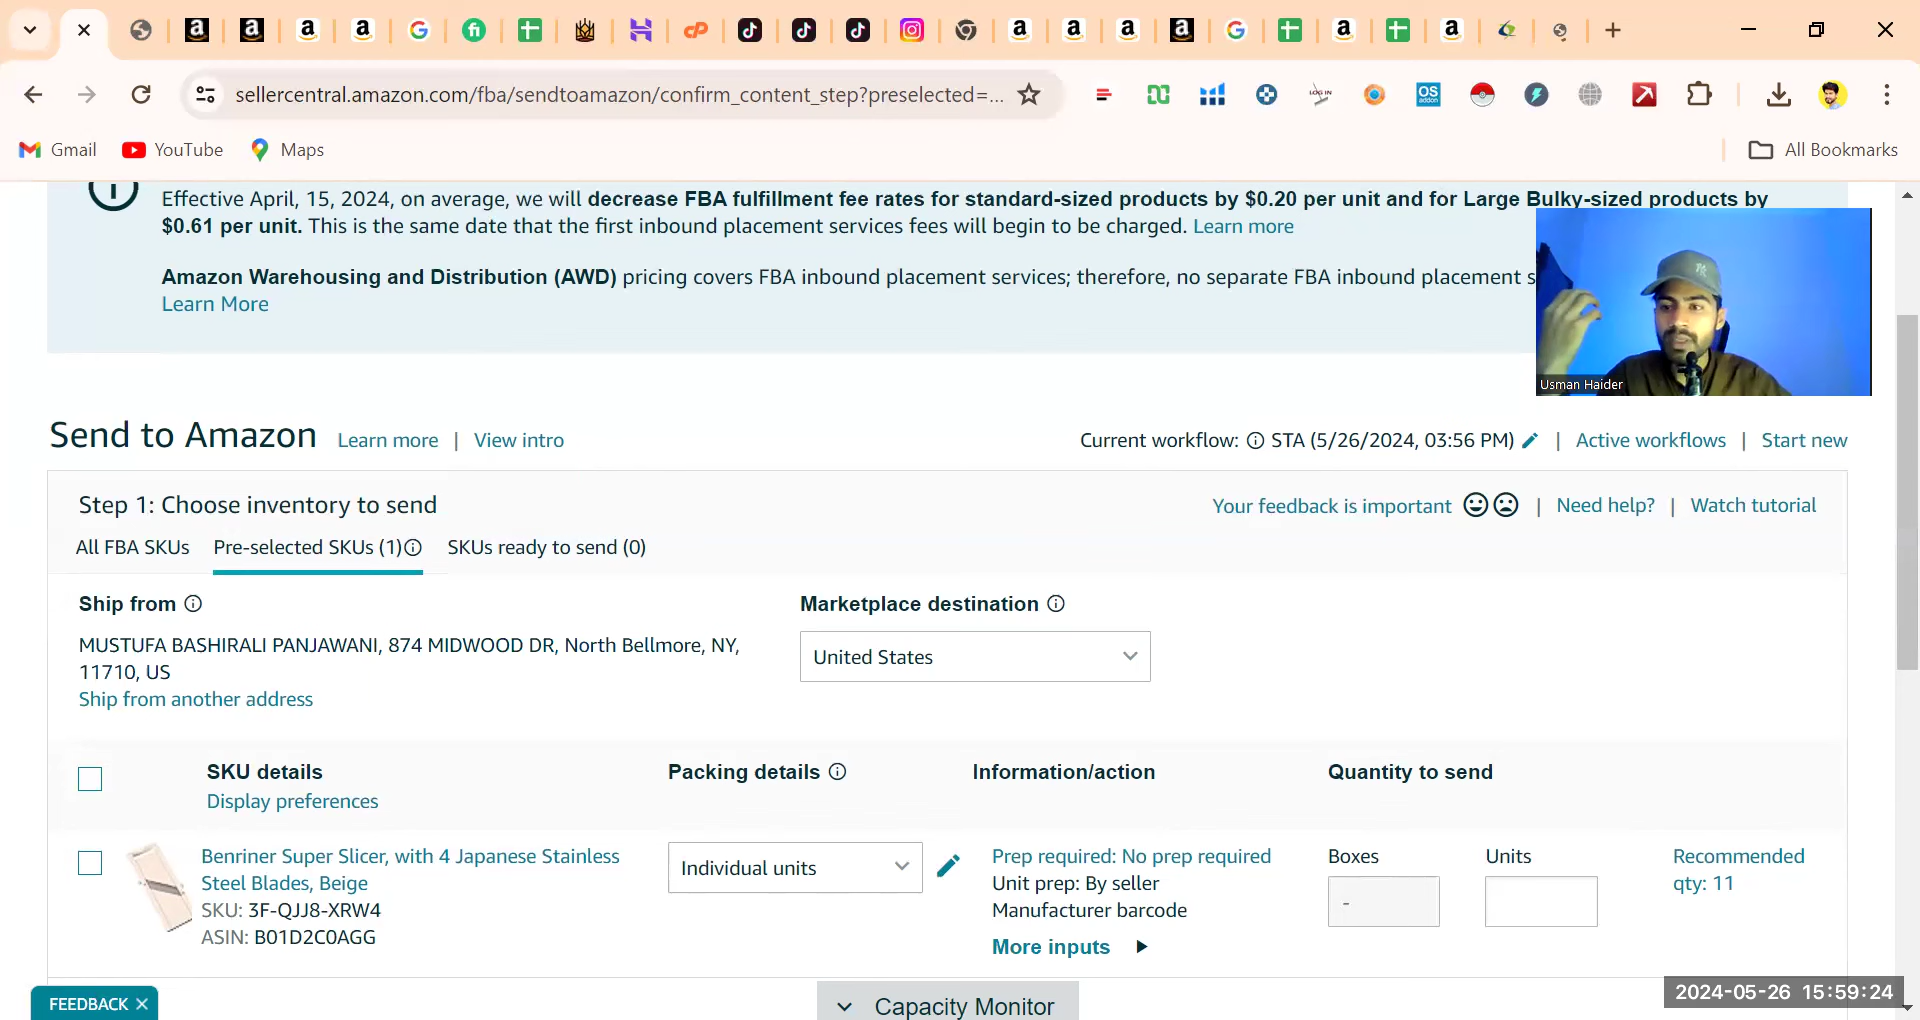 sellercentral.amazon.com/fba/sendtoamazon/confirm_content_step?preselected=...
Gmail YouTube Maps All Bookmarks
Effective April, 15, 2024, on average, we will decrease FBA fulfillment fee rates for standard-sized products by $0.20 per unit and for Large Bulky-sized products by
$0.61 per unit. This is the same date that the first inbound placement services fees will begin to be charged. Learn more
Amazon Warehousing and Distribution (AWD) pricing covers FBA inbound placement services; therefore, no separate FBA inbound placement s
Learn More
Usman Haider
Send to Amazon Learn more | View intro
Current workflow: STA (5/26/2024, 03:56 PM) | Active workflows | Start new
Step 1: Choose inventory to send
Your feedback is important | Need help? | Watch tutorial
All FBA SKUs Pre-selected SKUs (1) SKUs ready to send (0)
Ship from
MUSTUFA BASHIRALI PANJAWANI, 874 MIDWOOD DR, North Bellmore, NY,
11710, US
Ship from another address
Marketplace destination
United States
SKU details
Display preferences
Packing details
Information/action
Quantity to send
Benriner Super Slicer, with 4 Japanese Stainless
Steel Blades, Beige
SKU: 3F-QJJ8-XRW4
ASIN: B01D2C0AGG
Individual units
Prep required: No prep required
Unit prep: By seller
Manufacturer barcode
More inputs
Boxes
-
Units
Recommended
qty: 11
FEEDBACK
Capacity Monitor
2024-05-26 15:59:24